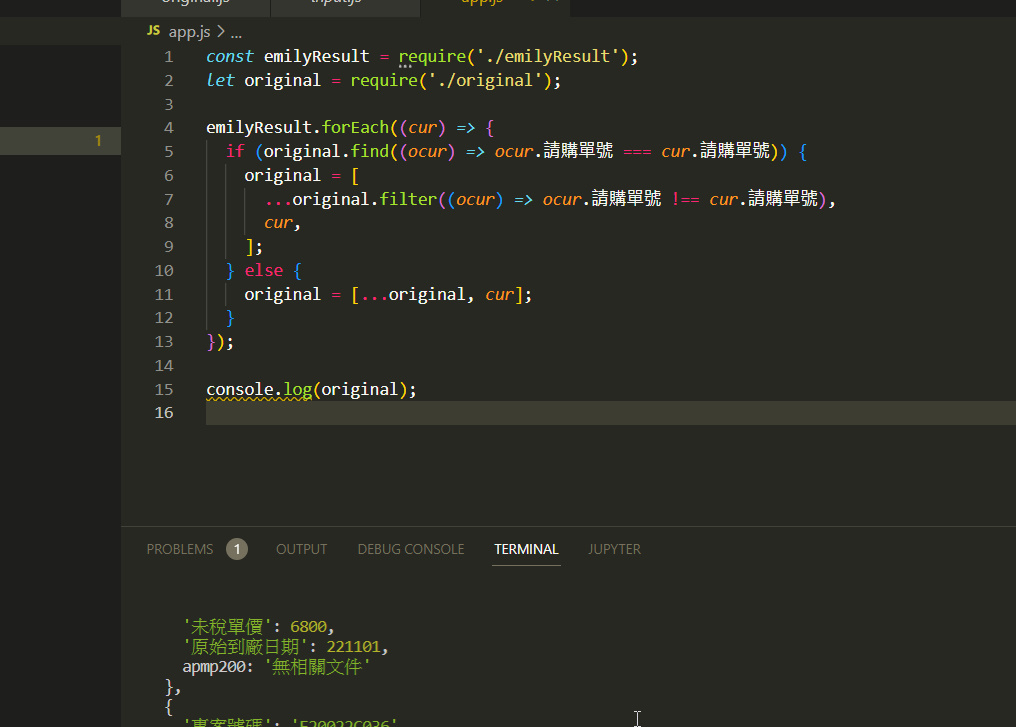 original.js input.js app.js
JS app.js > ...
1 const emilyResult = require('./emilyResult');
2 let original = require('./original');
3
4 emilyResult.forEach((cur) => {
5 if (original.find((ocur) => ocur.請購單號 === cur.請購單號)) {
6 original = [
7 ...original.filter((ocur) => ocur.請購單號 !== cur.請購單號),
8 cur,
9 ];
10 } else {
11 original = [...original, cur];
12 }
13 });
14
15 console.log(original);
16
1
PROBLEMS 1 OUTPUT DEBUG CONSOLE TERMINAL JUPYTER
'未稅單價': 6800,
'原始到廠日期': 221101,
apmp200: '無相關文件'
},
{
'專案號碼': 'F20022C036'